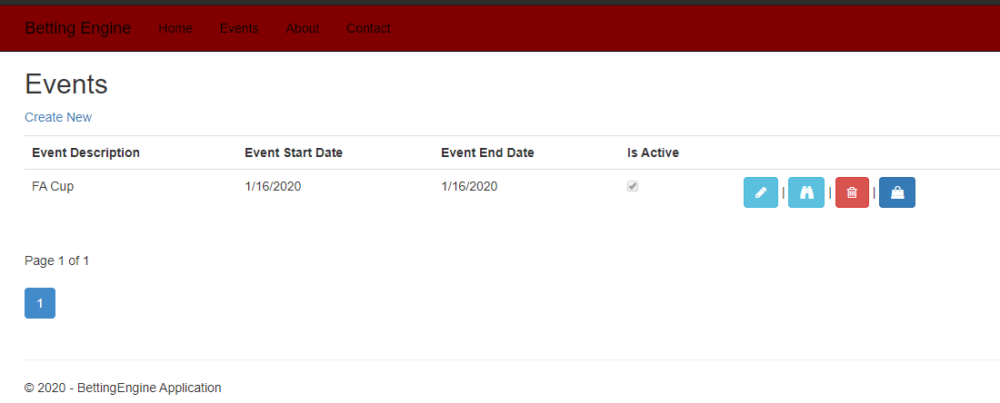 Betting Engine Home Events About Contact
Events
Create New
Event Description Event Start Date Event End Date Is Active
FA Cup 1/16/2020 1/16/2020 | | |
Page 1 of 1
1
© 2020 - BettingEngine Application